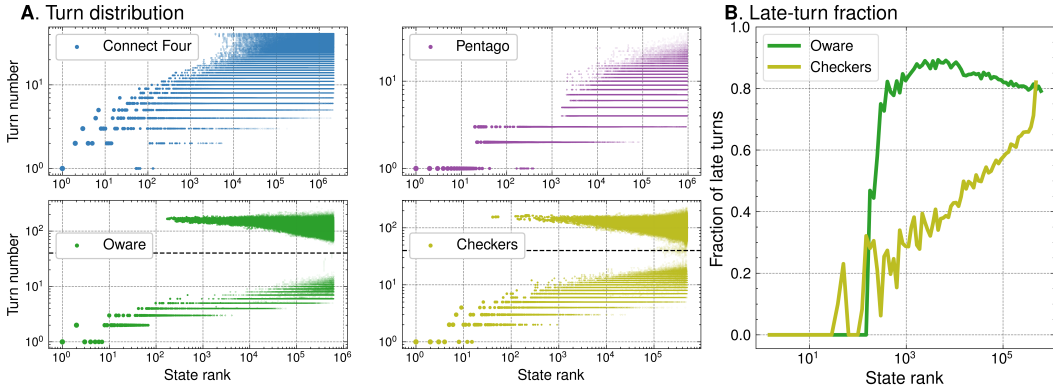 A. Turn distribution
B. Late-turn fraction
Turn number
10^1
10^0
Connect Four
10^0 10^1 10^2 10^3 10^4 10^5 10^6
10^1
10^0
Pentago
10^0 10^1 10^2 10^3 10^4 10^5 10^6
Turn number
10^2
10^1
10^0
Oware
10^0 10^1 10^2 10^3 10^4 10^5 10^6
State rank
10^2
10^1
10^0
Checkers
10^0 10^1 10^2 10^3 10^4 10^5
State rank
Fraction of late turns
1.0
0.8
0.6
0.4
0.2
0.0
Oware
Checkers
10^1 10^3 10^5
State rank